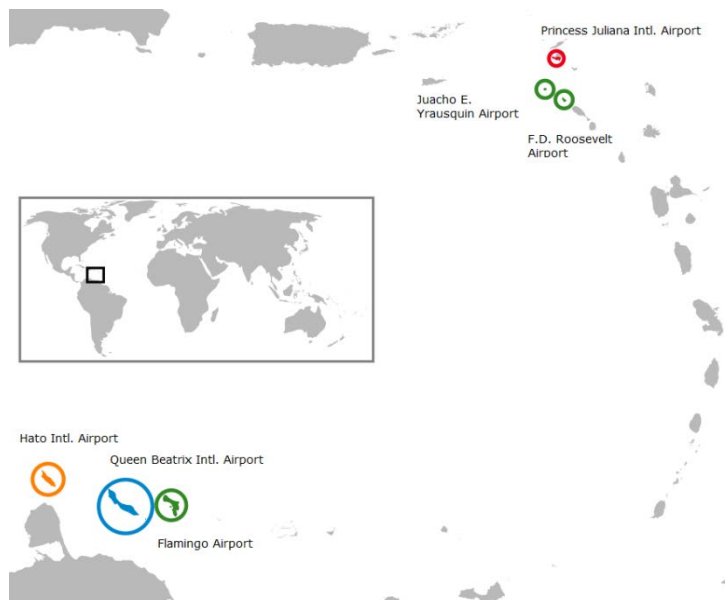 Princess Juliana Intl. Airport
Juacho E.
Yrausquin Airport
F.D. Roosevelt
Airport
Hato Intl. Airport
Queen Beatrix Intl. Airport
Flamingo Airport